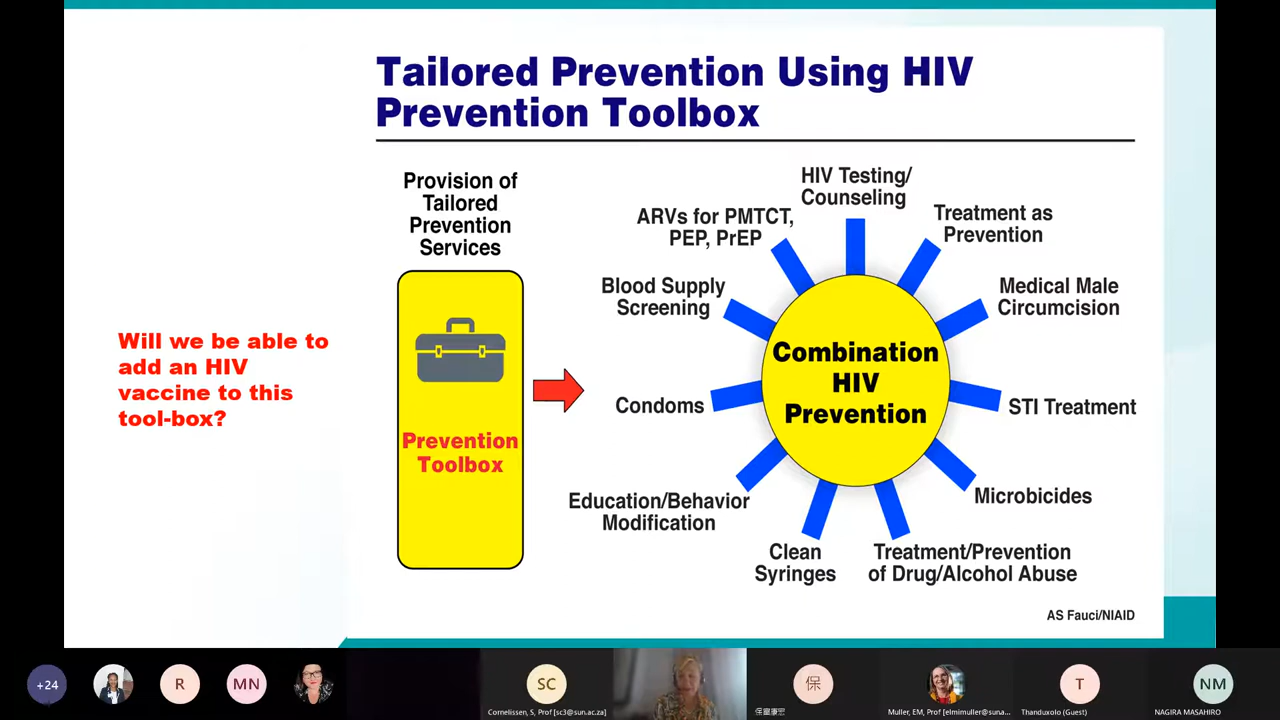 Tailored Prevention Using HIV
Prevention Toolbox
Provision of
Tailored
Prevention
Services
Prevention
Toolbox
Will we be able to
add an HIV
vaccine to this
tool-box?
Combination
HIV
Prevention
HIV Testing/
Counseling
Treatment as
Prevention
Medical Male
Circumcision
STI Treatment
Microbicides
Treatment/Prevention
of Drug/Alcohol Abuse
Clean
Syringes
Education/Behavior
Modification
Condoms
Blood Supply
Screening
ARVs for PMTCT,
PEP, PrEP
AS Fauci/NIAID
+24
R
MN
SC
Cornelissen, S, Prof [sc3@sun.ac.za]
保
Muller, EM, Prof [elmimuller@suna...
T
Thanduxolo (Guest)
NM
NAGIRA MASAHIRO